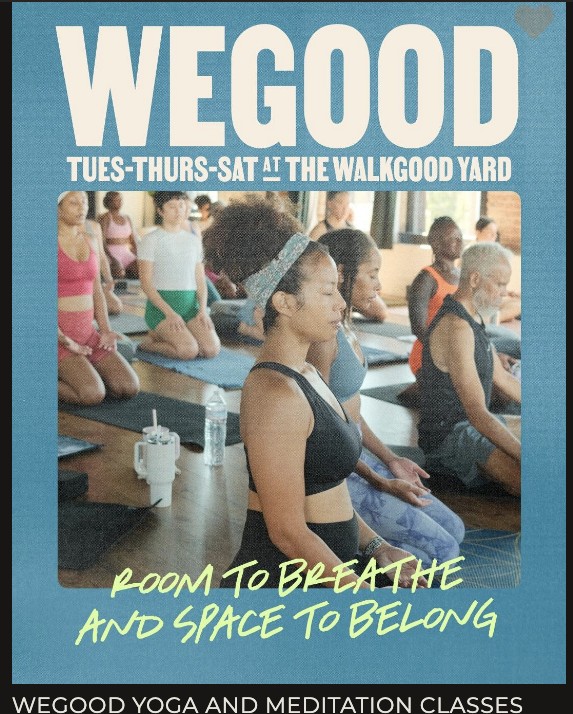 WEGOOD
TUES-THURS-SAT AT THE WALKGOOD YARD
ROOM TO BREATHE
AND SPACE TO BELONG
WEGOOD YOGA AND MEDITATION CLASSES